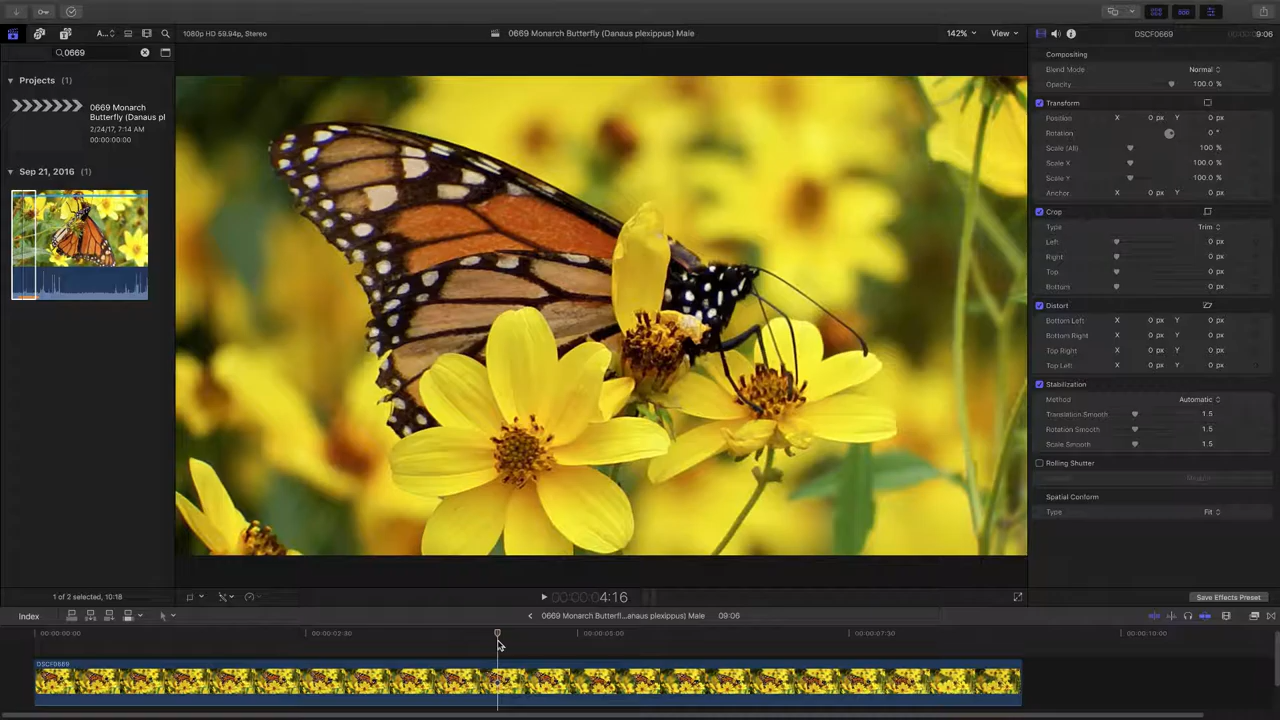 A...
0669
Projects (1)
0669 Monarch
Butterfly (Danaus pl
2/24/17, 7:14 AM
00:00:00:00
Sep 21, 2016 (1)
1 of 2 selected, 10:18
1080p HD 59.94p, Stereo
0669 Monarch Butterfly (Danaus plexippus) Male
142%
View
4:16
DSCF0669
9:06
Compositing
Blend Mode Normal
Opacity 100.0 %
Transform
Position X 0 px Y 0 px
Rotation 0 °
Scale (All) 100 %
Scale X 100.0 %
Scale Y 100.0 %
Anchor X 0 px Y 0 px
Crop
Type Trim
Left 0 px
Right 0 px
Top 0 px
Bottom 0 px
Distort
Bottom Left X 0 px Y 0 px
Bottom Right X 0 px Y 0 px
Top Right X 0 px Y 0 px
Top Left X 0 px Y 0 px
Stabilization
Method Automatic
Translation Smooth 1.5
Rotation Smooth 1.5
Scale Smooth 1.5
Rolling Shutter
Spatial Conform
Type Fit
Save Effects Preset
Index
0669 Monarch Butterfl...anaus plexippus) Male 09:06
00:00:00:00
00:00:02:30
00:00:05:00
00:00:07:30
00:00:10:00
DSCF0669